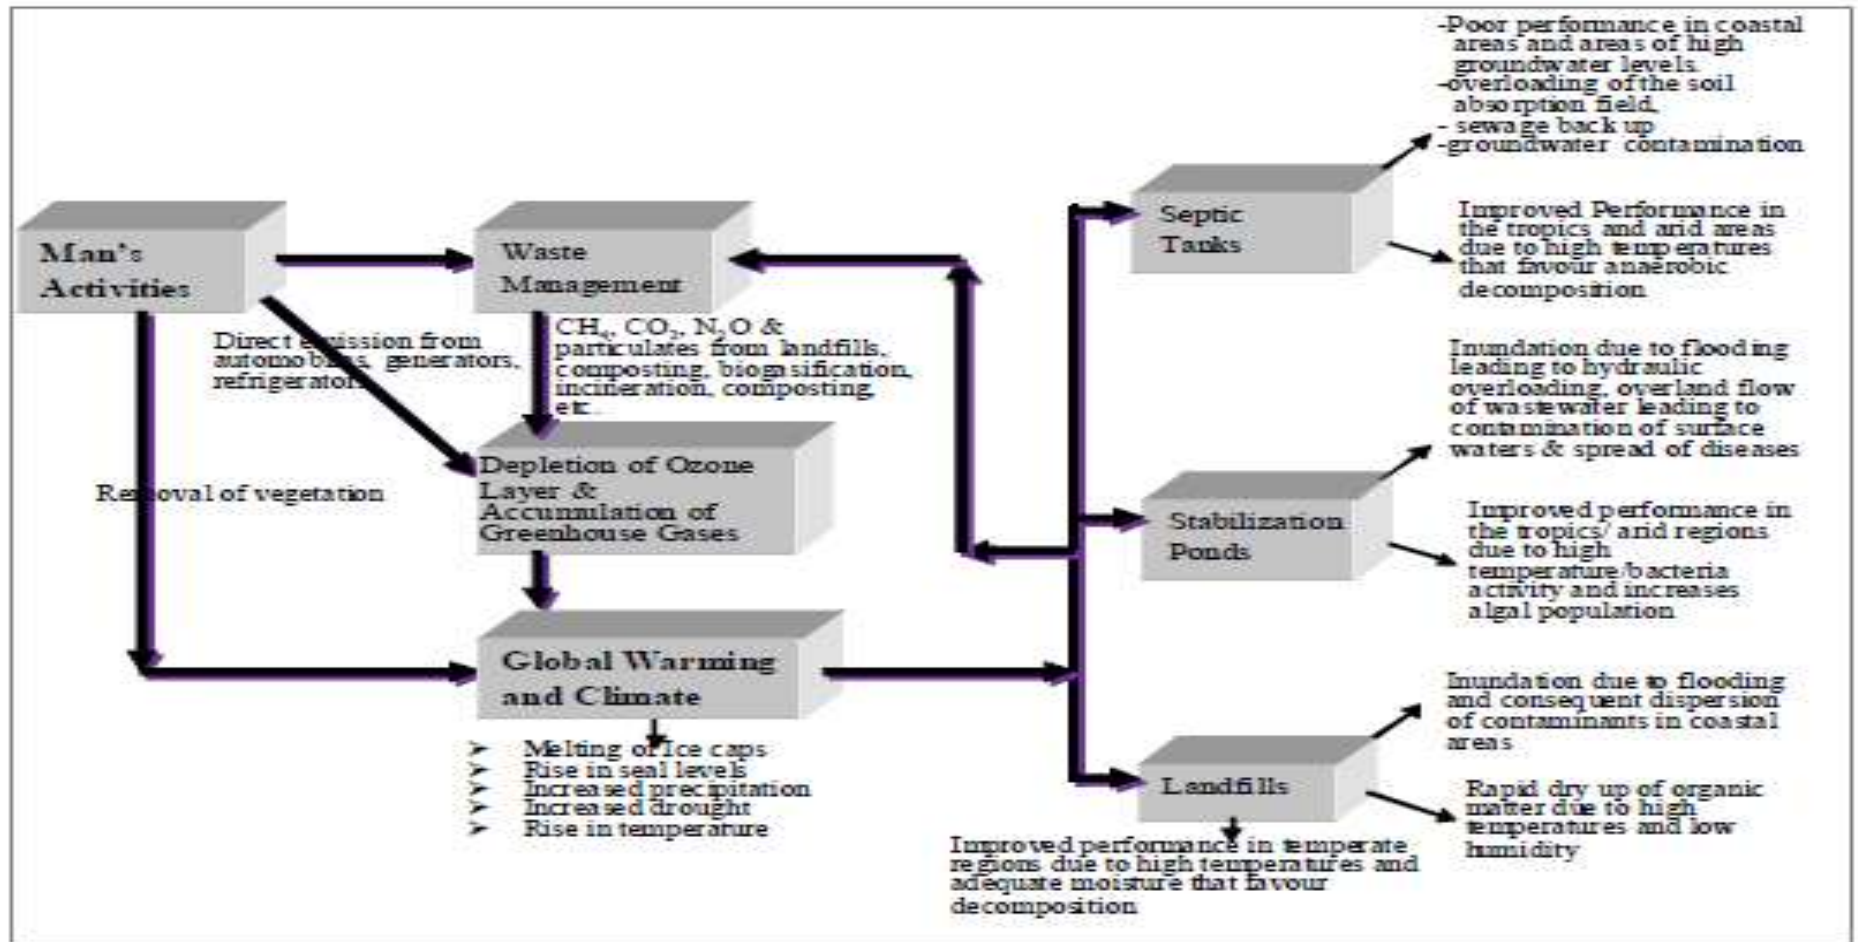 Man's
Activities
Waste
Management
Direct emission from
automobiles, generators,
refrigerators
CH₄, CO₂, N₂O &
particulates from landfills,
composting, biogasification,
incineration, composting,
etc.
Removal of vegetation
Depletion of Ozone
Layer &
Accumulation of
Greenhouse Gases
Global Warming
and Climate
➢ Melting of Ice caps
➢ Rise in seal levels
➢ Increased precipitation
➢ Increased drought
➢ Rise in temperature
Septic
Tanks
-Poor performance in coastal
areas and areas of high
groundwater levels.
-overloading of the soil
absorption field,
- sewage back up
-groundwater contamination
Improved Performance in
the tropics and arid areas
due to high temperatures
that favour anaerobic
decomposition
Stabilization
Ponds
Inundation due to flooding
leading to hydraulic
overloading, overland flow
of wastewater leading to
contamination of surface
waters & spread of diseases
Improved performance in
the tropics/ arid regions
due to high
temperature/bacteria
activity and increases
algal population
Landfills
Inundation due to flooding
and consequent dispersion
of contaminants in coastal
areas
Rapid dry up of organic
matter due to high
temperatures and low
humidity
Improved performance in temperate
regions due to high temperatures and
adequate moisture that favour
decomposition